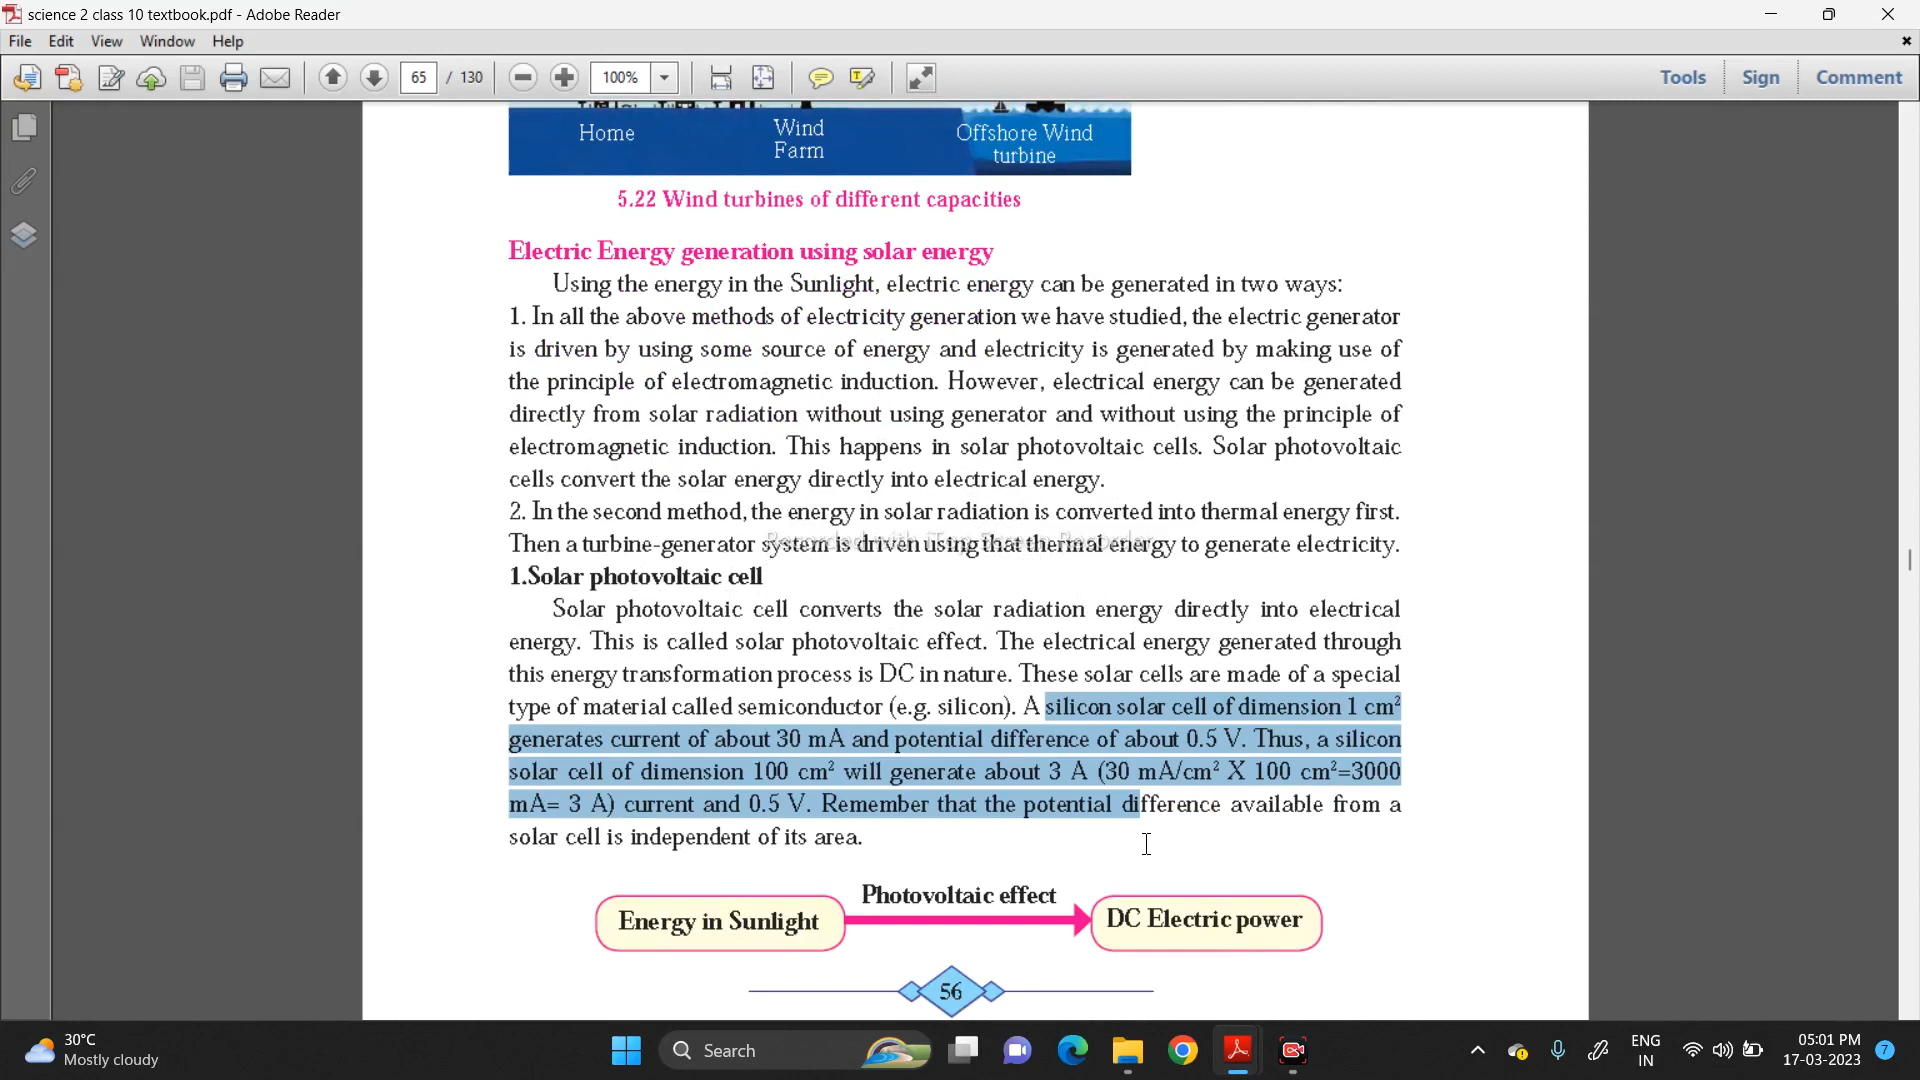 science 2 class 10 textbook.pdf - Adobe Reader
File Edit View Window Help
65 / 130 100% Tools Sign Comment
Home Wind Farm Offshore Wind turbine
5.22 Wind turbines of different capacities
Electric Energy generation using solar energy
Using the energy in the Sunlight, electric energy can be generated in two ways:
1. In all the above methods of electricity generation we have studied, the electric generator
is driven by using some source of energy and electricity is generated by making use of
the principle of electromagnetic induction. However, electrical energy can be generated
directly from solar radiation without using generator and without using the principle of
electromagnetic induction. This happens in solar photovoltaic cells. Solar photovoltaic
cells convert the solar energy directly into electrical energy.
2. In the second method, the energy in solar radiation is converted into thermal energy first.
Recorded with iTop Screen Recorder
Then a turbine-generator system is driven using that thermal energy to generate electricity.
1.Solar photovoltaic cell
Solar photovoltaic cell converts the solar radiation energy directly into electrical
energy. This is called solar photovoltaic effect. The electrical energy generated through
this energy transformation process is DC in nature. These solar cells are made of a special
type of material called semiconductor (e.g. silicon). A silicon solar cell of dimension 1 cm²
generates current of about 30 mA and potential difference of about 0.5 V. Thus, a silicon
solar cell of dimension 100 cm² will generate about 3 A (30 mA/cm² X 100 cm²=3000
mA= 3 A) current and 0.5 V. Remember that the potential difference available from a
solar cell is independent of its area.
Photovoltaic effect
Energy in Sunlight DC Electric power
56
30°C
Mostly cloudy
Search
ENG
IN
05:01 PM
17-03-2023
7